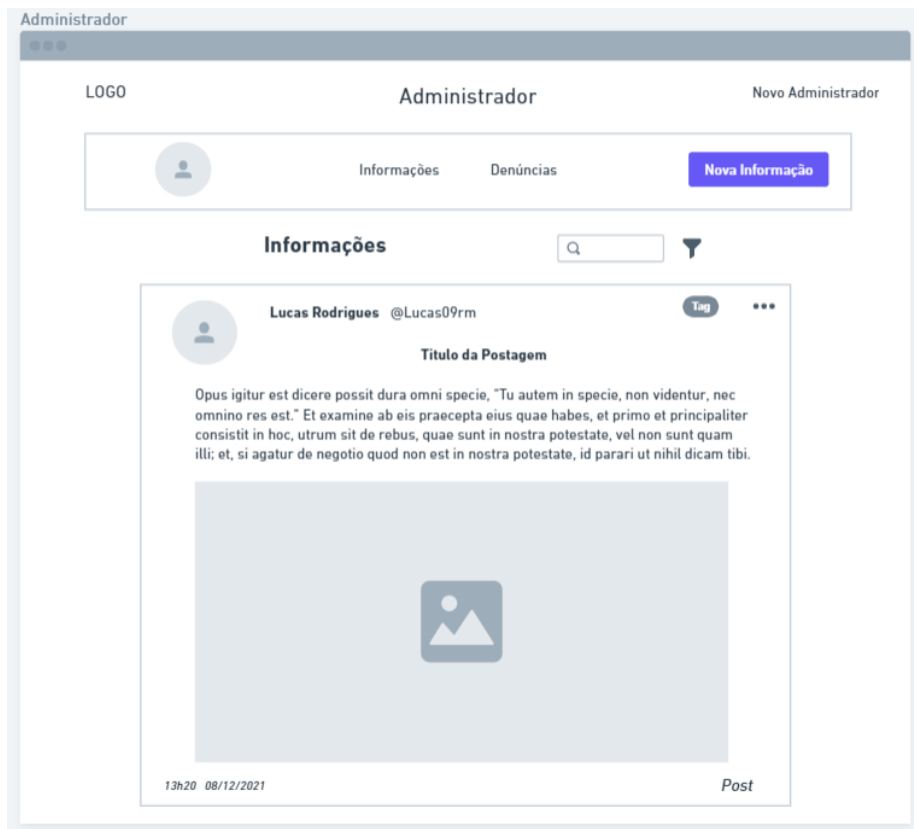 Administrador
LOGO
Administrador
Novo Administrador
Informações
Denúncias
Nova Informação
Informações
Lucas Rodrigues @Lucas09rm
Tag
Título da Postagem
Opus igitur est dicere possit dura omni specie, "Tu autem in specie, non videntur, nec
omnino res est." Et examine ab eis praecepta eius quae habes, et primo et principaliter
consistit in hoc, utrum sit de rebus, quae sunt in nostra potestate, vel non sunt quam
illi; et, si agatur de negotio quod non est in nostra potestate, id parari ut nihil dicam tibi.
13h20 08/12/2021
Post